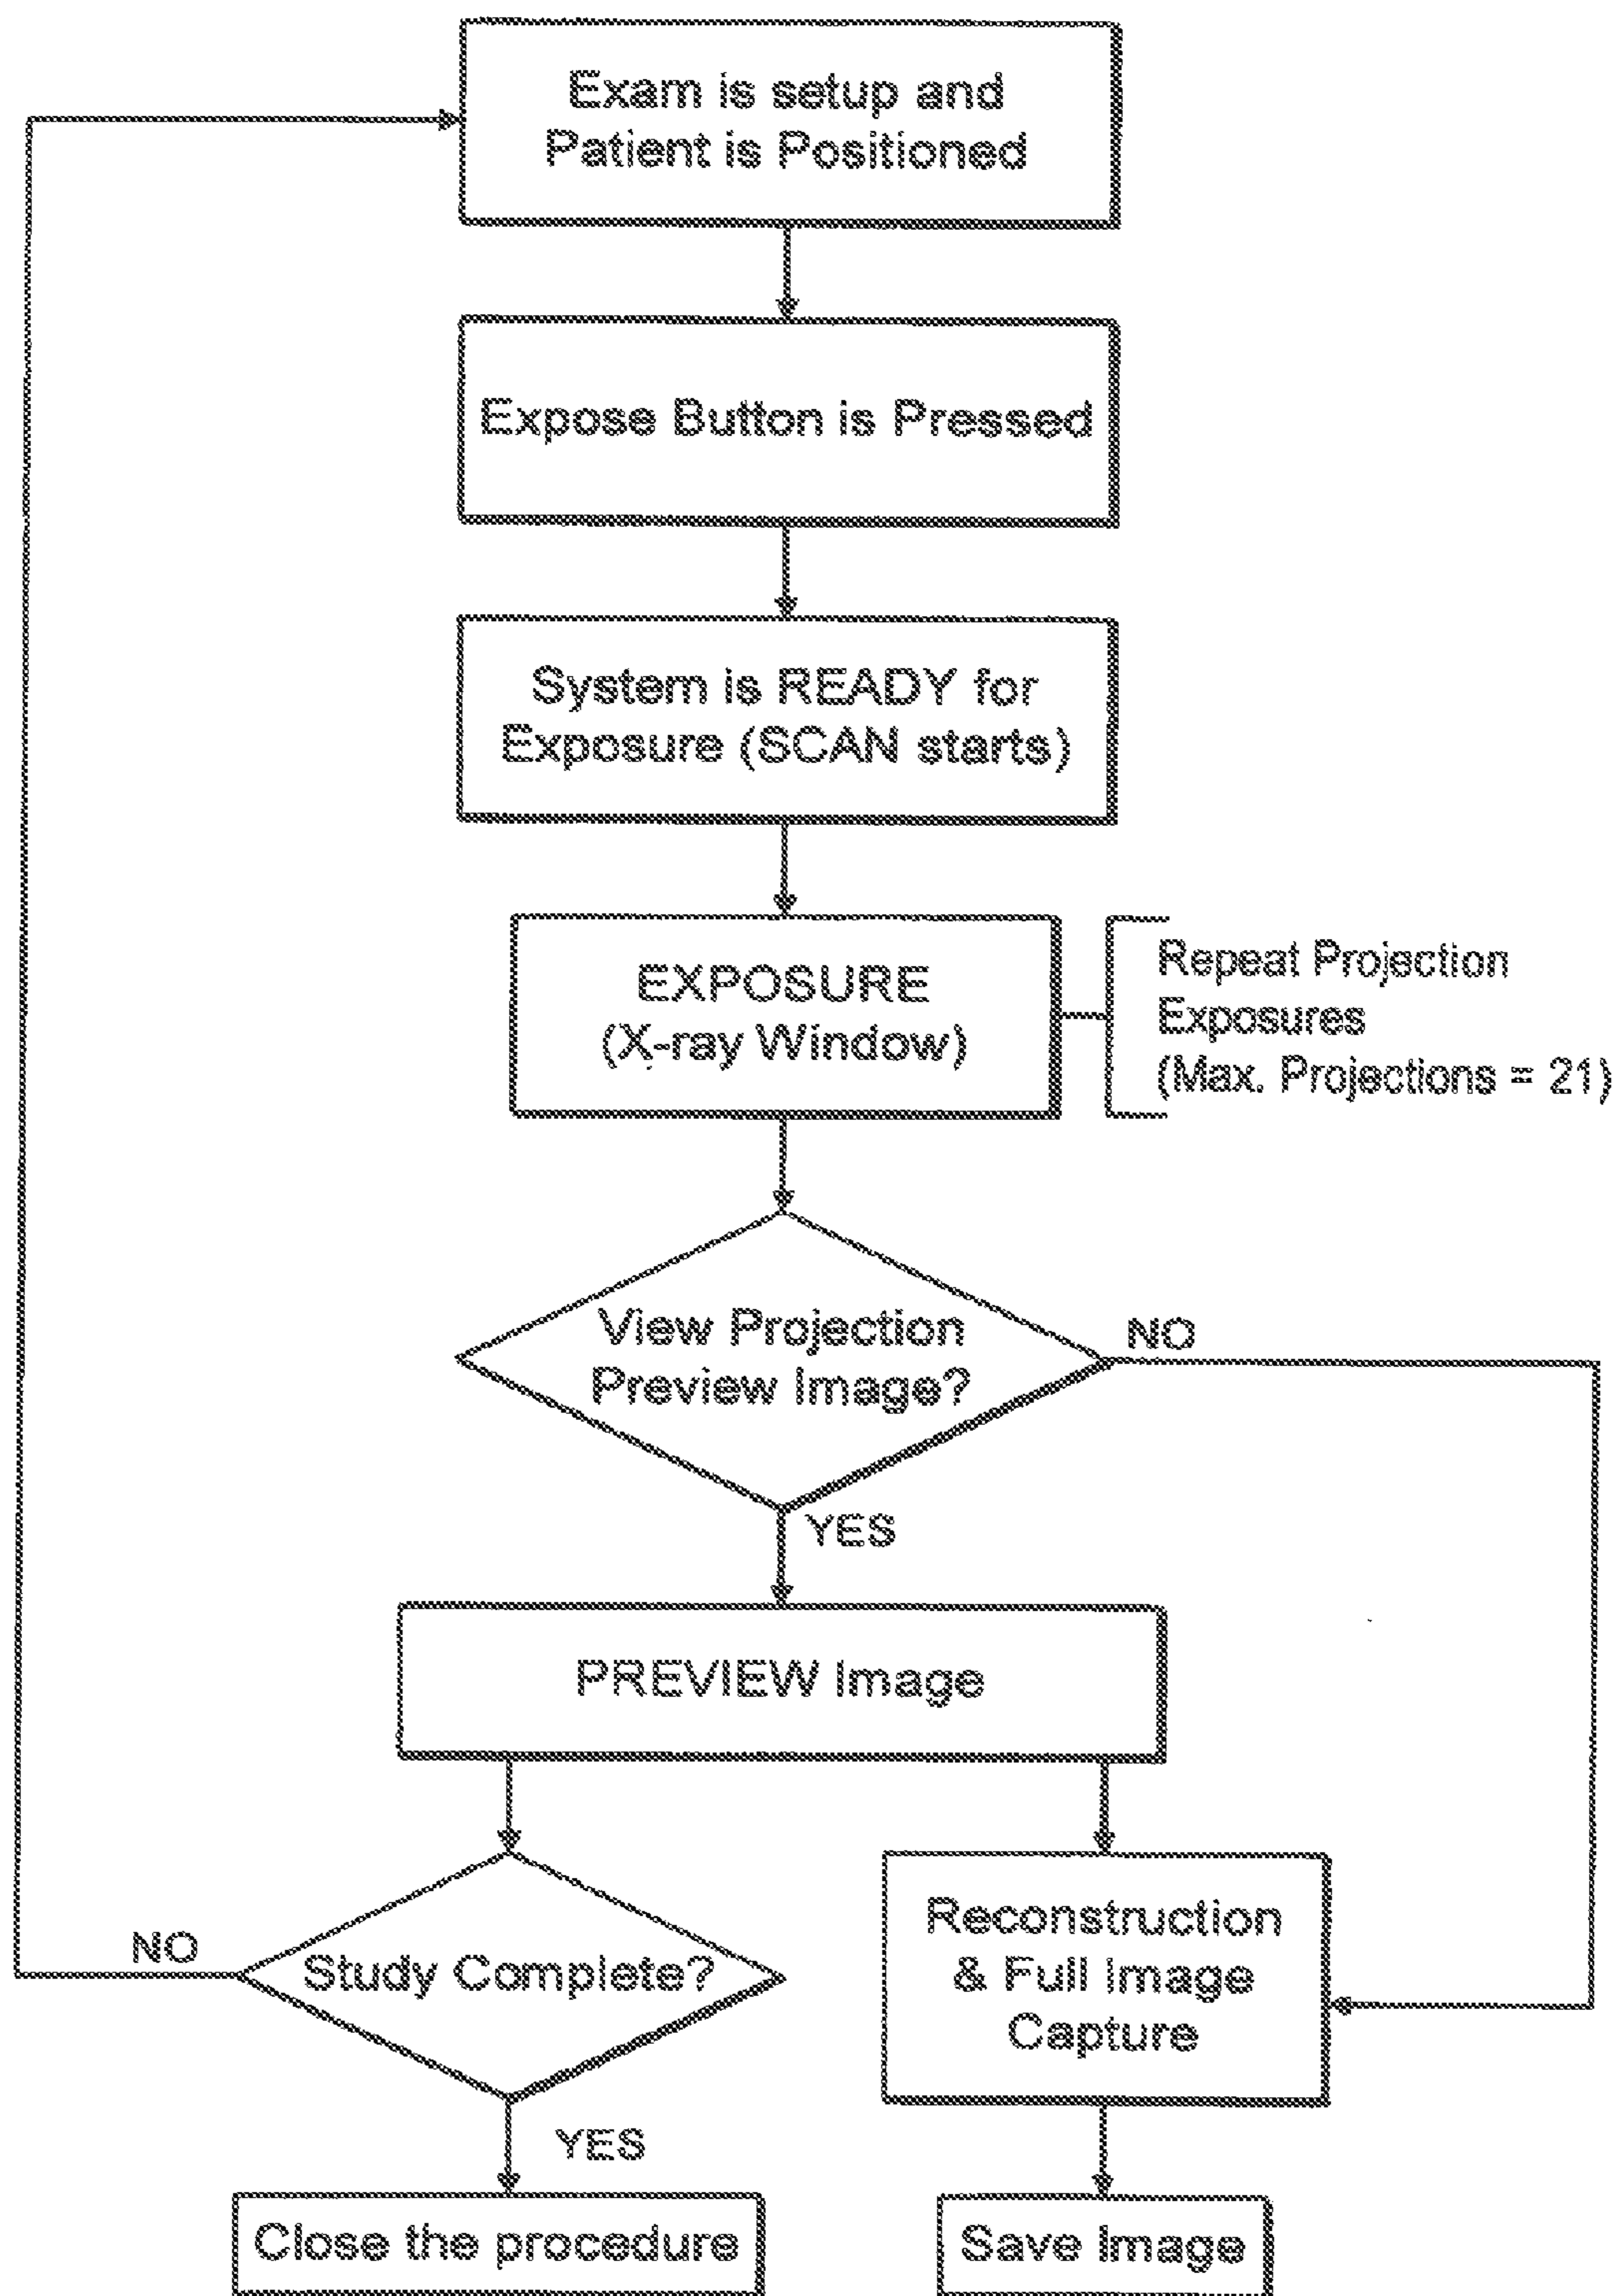 Exam is setup and
Patient is Positioned
Expose Button is Pressed
System is READY for
Exposure (SCAN starts)
EXPOSURE
(X-ray Window)
Repeat Projection
Exposures
(Max. Projections = 21)
View Projection
Preview Image?
NO
YES
PREVIEW Image
NO
Study Complete?
Reconstruction
& Full Image
Capture
YES
Close the procedure
Save Image